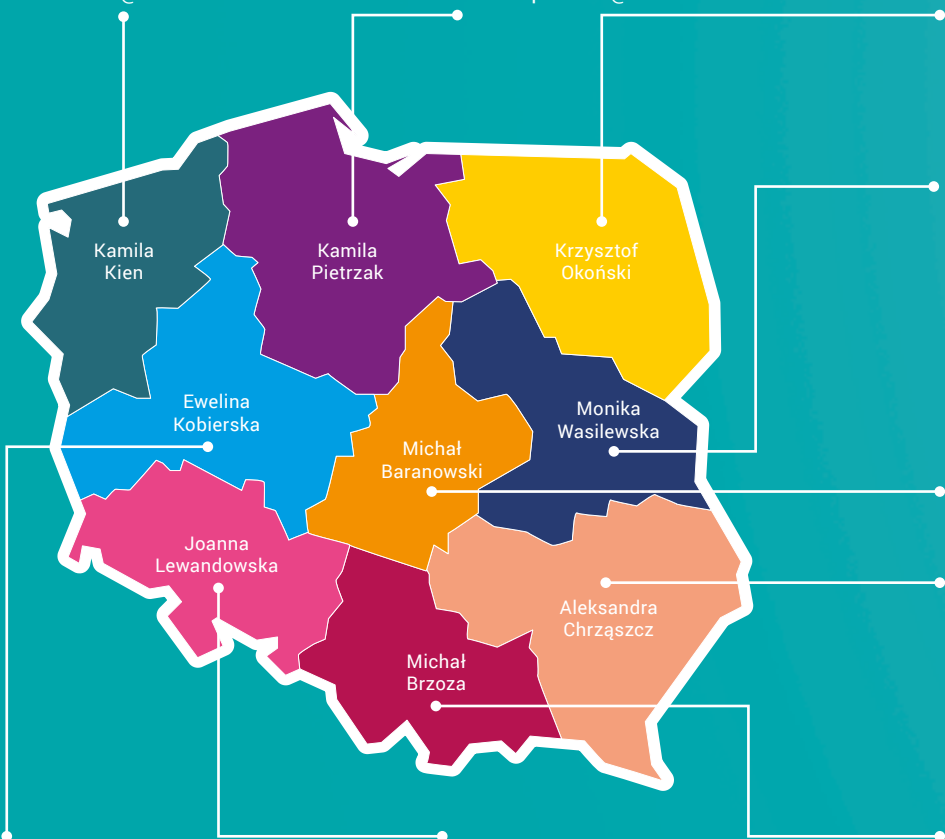 @
@
Kamila
Kien
Kamila
Pietrzak
Krzysztof
Okoński
Ewelina
Kobierska
Monika
Wasilewska
Michał
Baranowski
Joanna
Lewandowska
Aleksandra
Chrząszcz
Michał
Brzoza